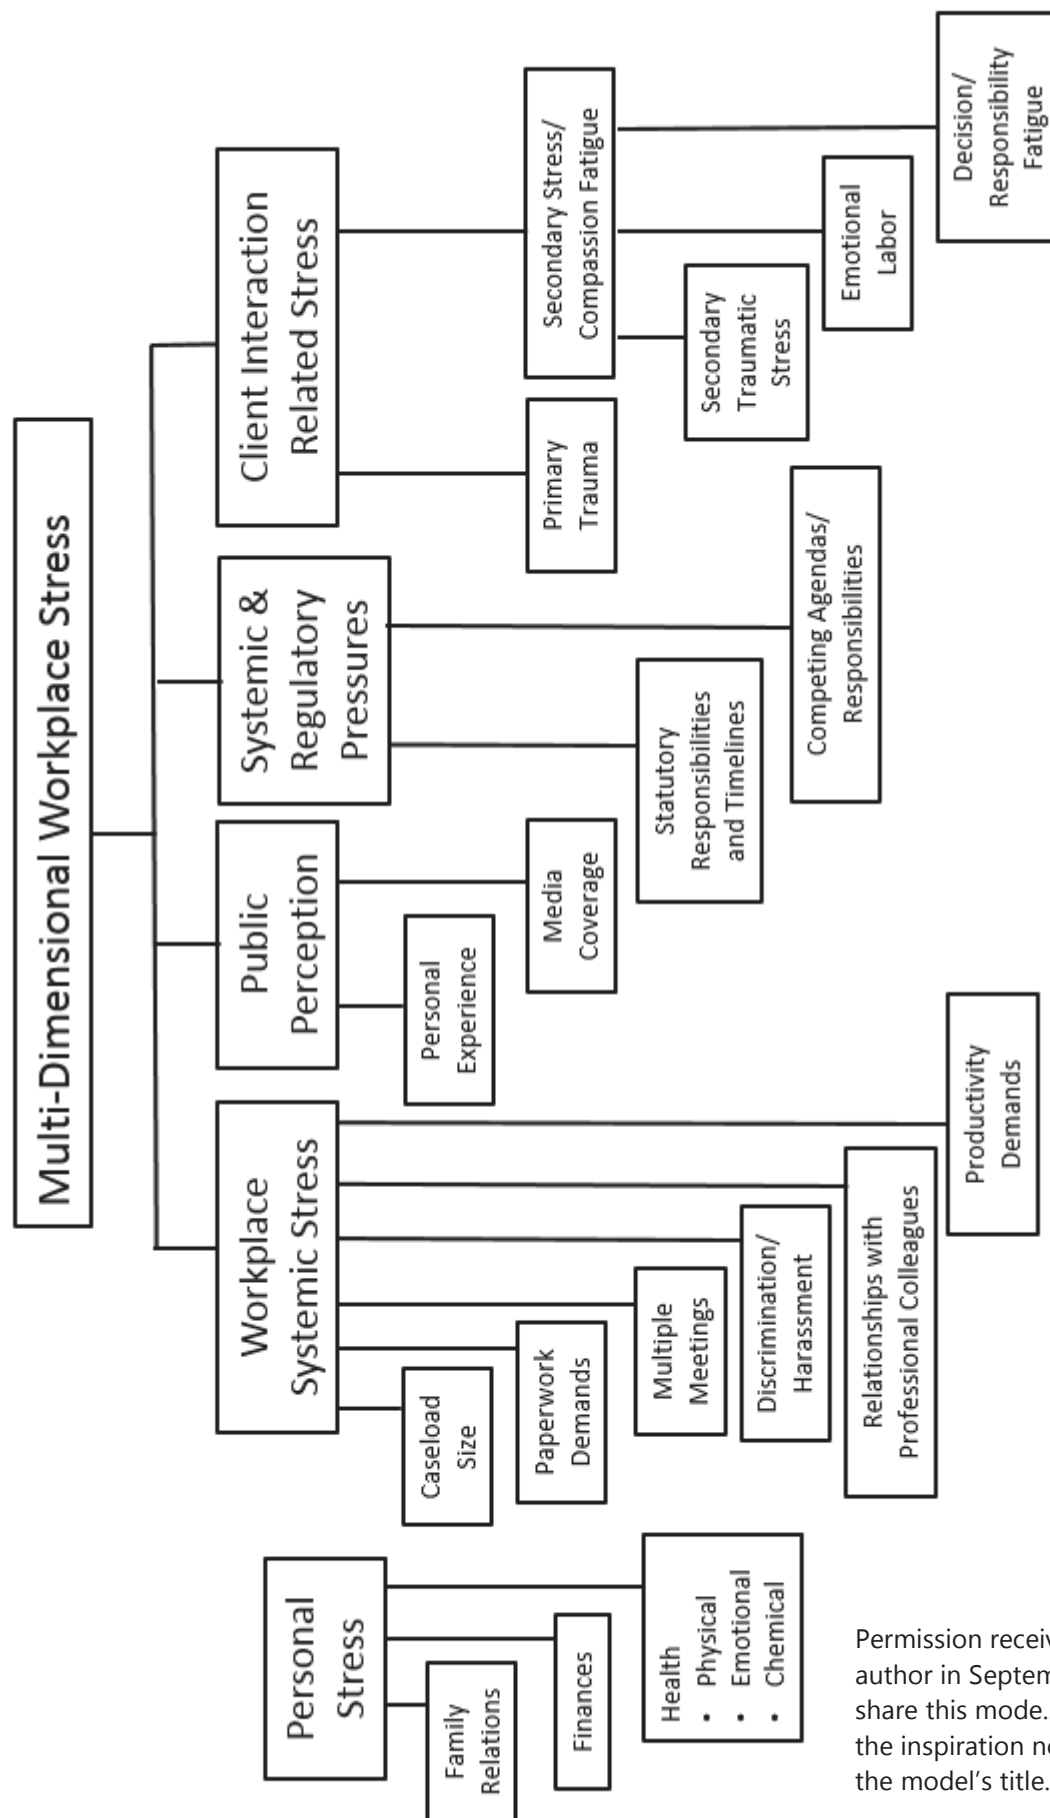 Multi-Dimensional Workplace Stress
Personal
Stress
Family
Relations
Finances
Health
• Physical
• Emotional
• Chemical
Workplace
Systemic Stress
Caseload
Size
Paperwork
Demands
Multiple
Meetings
Discrimination/
Harassment
Relationships with
Professional Colleagues
Productivity
Demands
Public
Perception
Personal
Experience
Media
Coverage
Systemic &
Regulatory
Pressures
Statutory
Responsibilities
and Timelines
Competing Agendas/
Responsibilities
Client Interaction
Related Stress
Primary
Trauma
Secondary Stress/
Compassion Fatigue
Secondary
Traumatic
Stress
Emotional
Labor
Decision/
Responsibility
Fatigue
Permission
author in
share this mode.
the inspiration
the model's title.